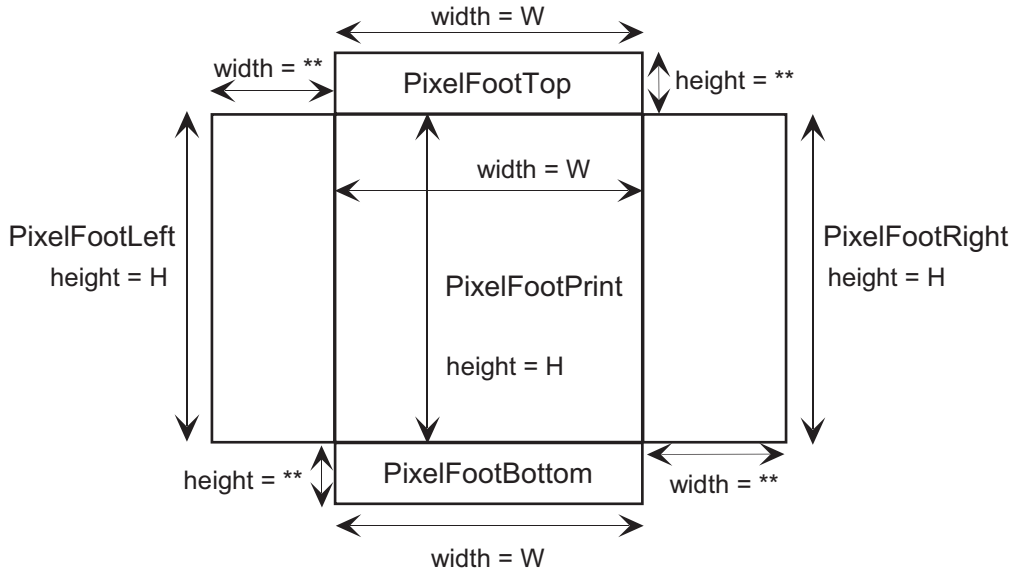 width = W
width = **
PixelFootTop
height = **
width = W
PixelFootLeft
height = H
PixelFootPrint
height = H
PixelFootRight
height = H
height = **
PixelFootBottom
width = **
width = W